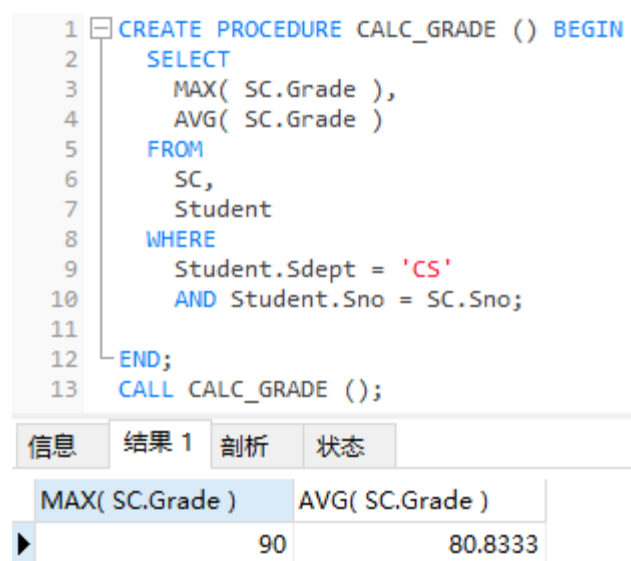 1 CREATE PROCEDURE CALC_GRADE () BEGIN
2 SELECT
3 MAX( SC.Grade ),
4 AVG( SC.Grade )
5 FROM
6 SC,
7 Student
8 WHERE
9 Student.Sdept = 'CS'
10 AND Student.Sno = SC.Sno;
11
12 END;
13 CALL CALC_GRADE ();
信息 结果 1 剖析 状态
MAX( SC.Grade ) AVG( SC.Grade )
90 80.8333